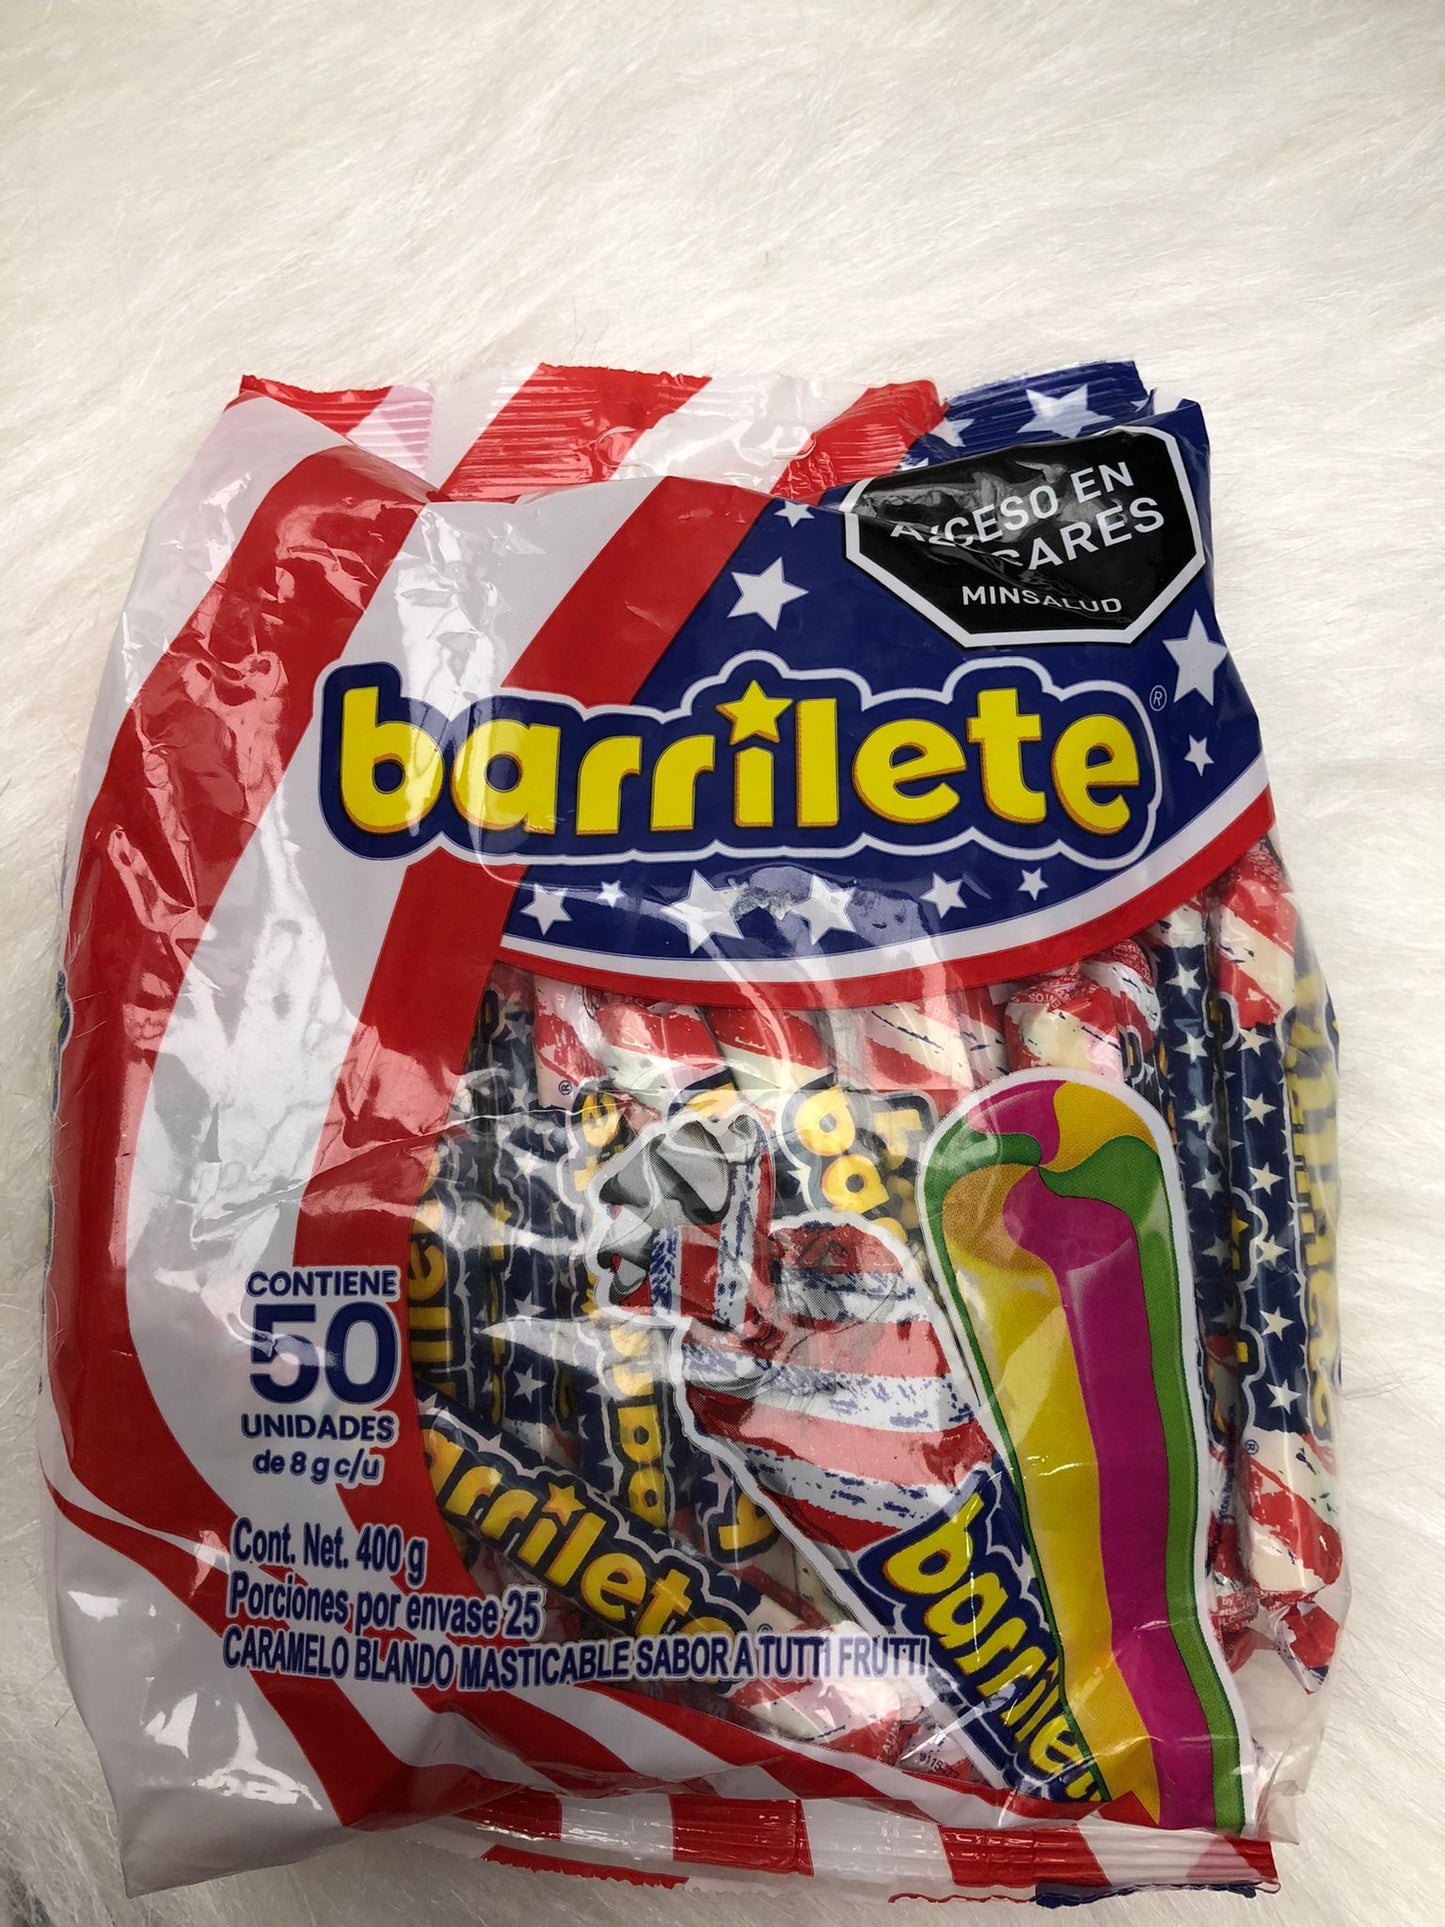 EXCESO EN
AZÚCARES
MINSALUD
barrilete®
CONTIENE
50
UNIDADES
de 8 g c/u
Cont. Net. 400 g
Porciones por envase 25
CARAMELO BLANDO MASTICABLE SABOR A TUTTI FRUTTI
barrilete
barrilete